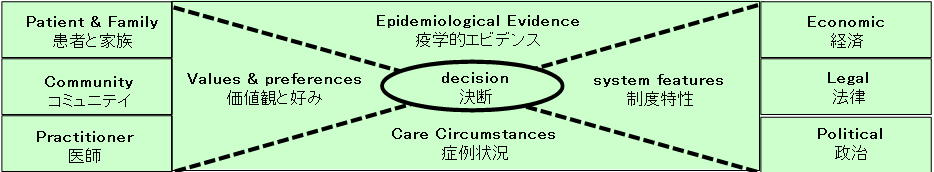 Patient & Family
患者と家族
Community
コミュニテイ
Practitioner
医師
Epidemiological Evidence
疫学的エビデンス
Values & preferences
価値観と好み
decision
決断
system features
制度特性
Care Circumstances
症例状況
Economic
経済
Legal
法律
Political
政治